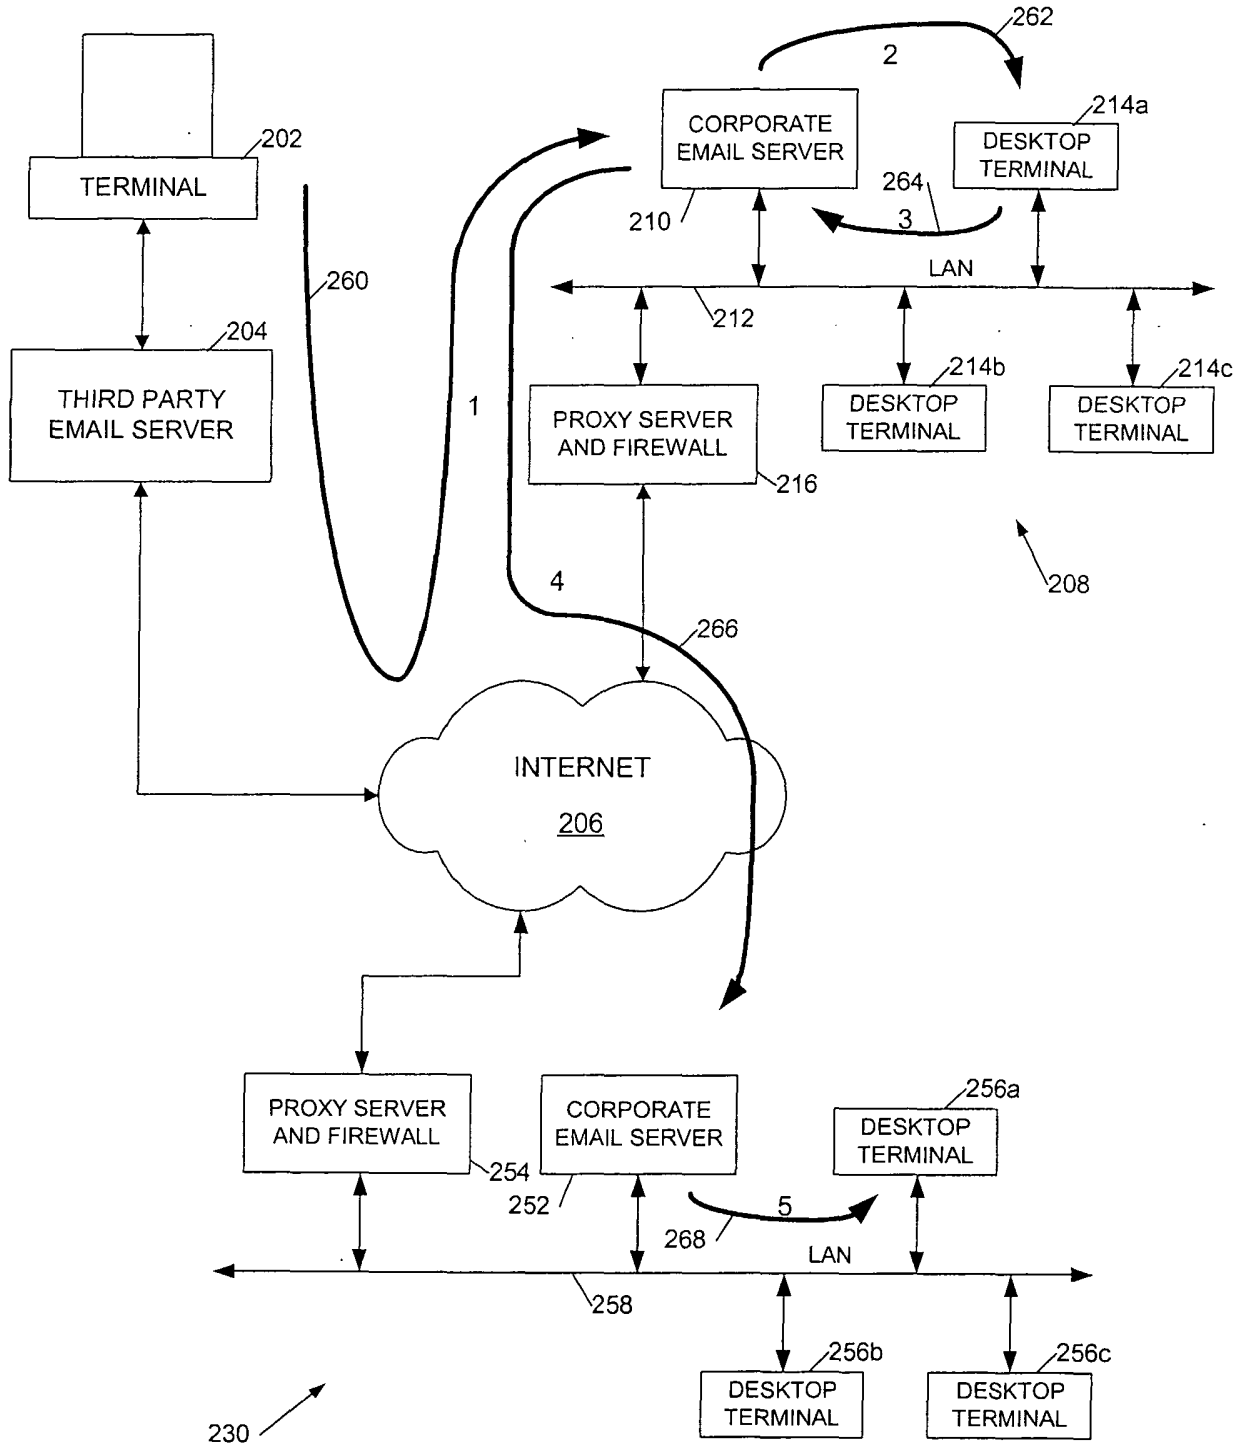 262
2
214a
CORPORATE
EMAIL SERVER
DESKTOP
TERMINAL
202
TERMINAL
264
210
3
LAN
260
212
204
THIRD PARTY
EMAIL SERVER
214b
214c
1
PROXY SERVER
AND FIREWALL
DESKTOP
TERMINAL
DESKTOP
TERMINAL
216
4
208
266
INTERNET
206
256a
PROXY SERVER
AND FIREWALL
CORPORATE
EMAIL SERVER
DESKTOP
TERMINAL
254
252
5
268
LAN
258
256b
256c
DESKTOP
TERMINAL
DESKTOP
TERMINAL
230